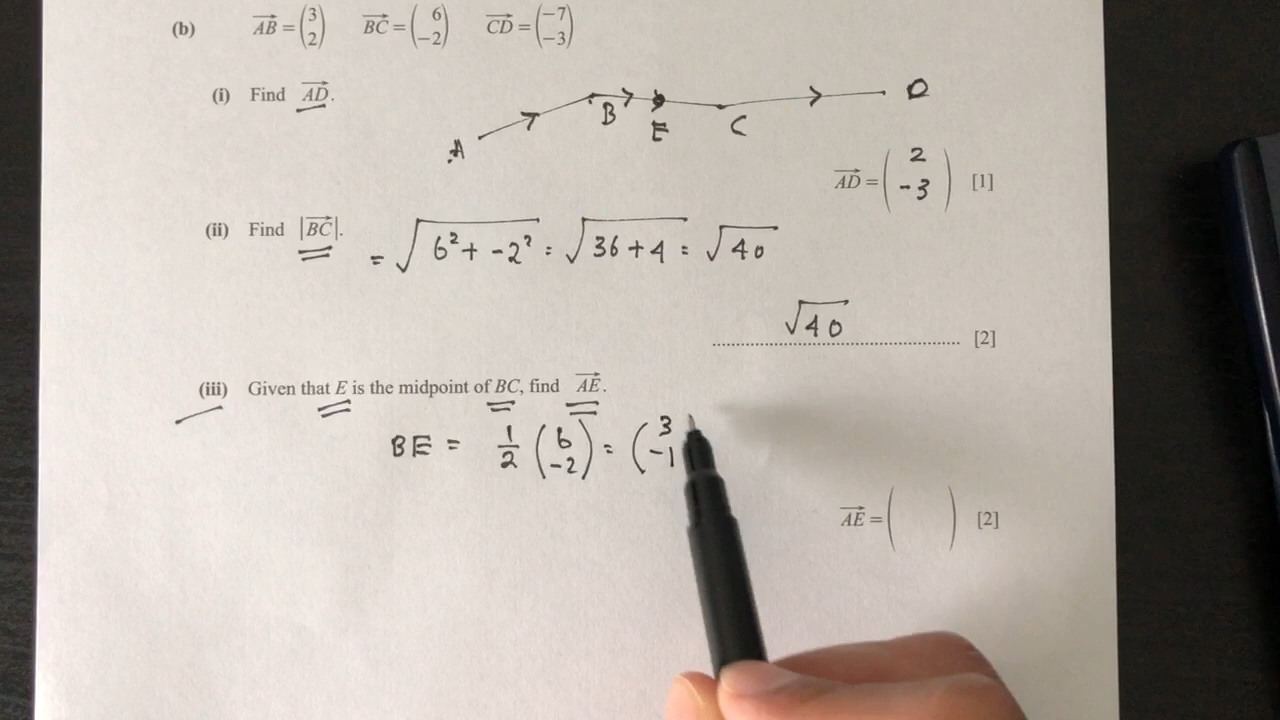 (b) AB = (3 2) BC = (6 -2) CD = (-7 -3)
(i) Find AD.
A B E C D
AD = (2 -3) [1]
(ii) Find |BC|. = √6² + -2² = √36 + 4 = √40
√40 [2]
(iii) Given that E is the midpoint of BC, find AE.
BE = 1/2 (6 -2) = (3 -1
AE = ( ) [2]